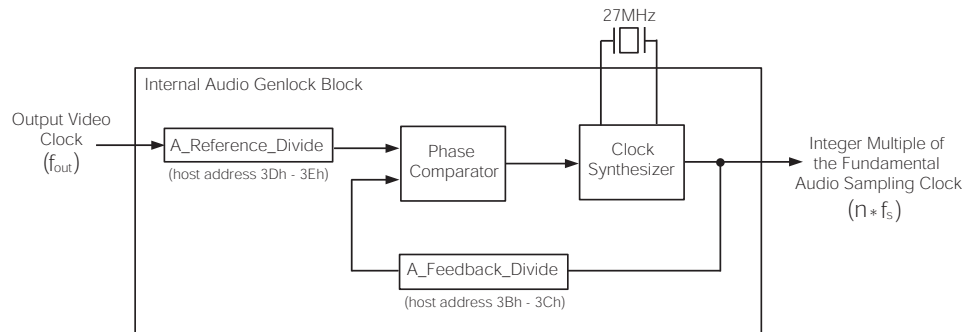 27MHz
Internal Audio Genlock Block
Output Video
Clock
(fout)
A_Reference_Divide
(host address 3Dh - 3Eh)
Phase
Comparator
Clock
Synthesizer
Integer Multiple of
the Fundamental
Audio Sampling Clock
(n*fs)
A_Feedback_Divide
(host address 3Bh - 3Ch)